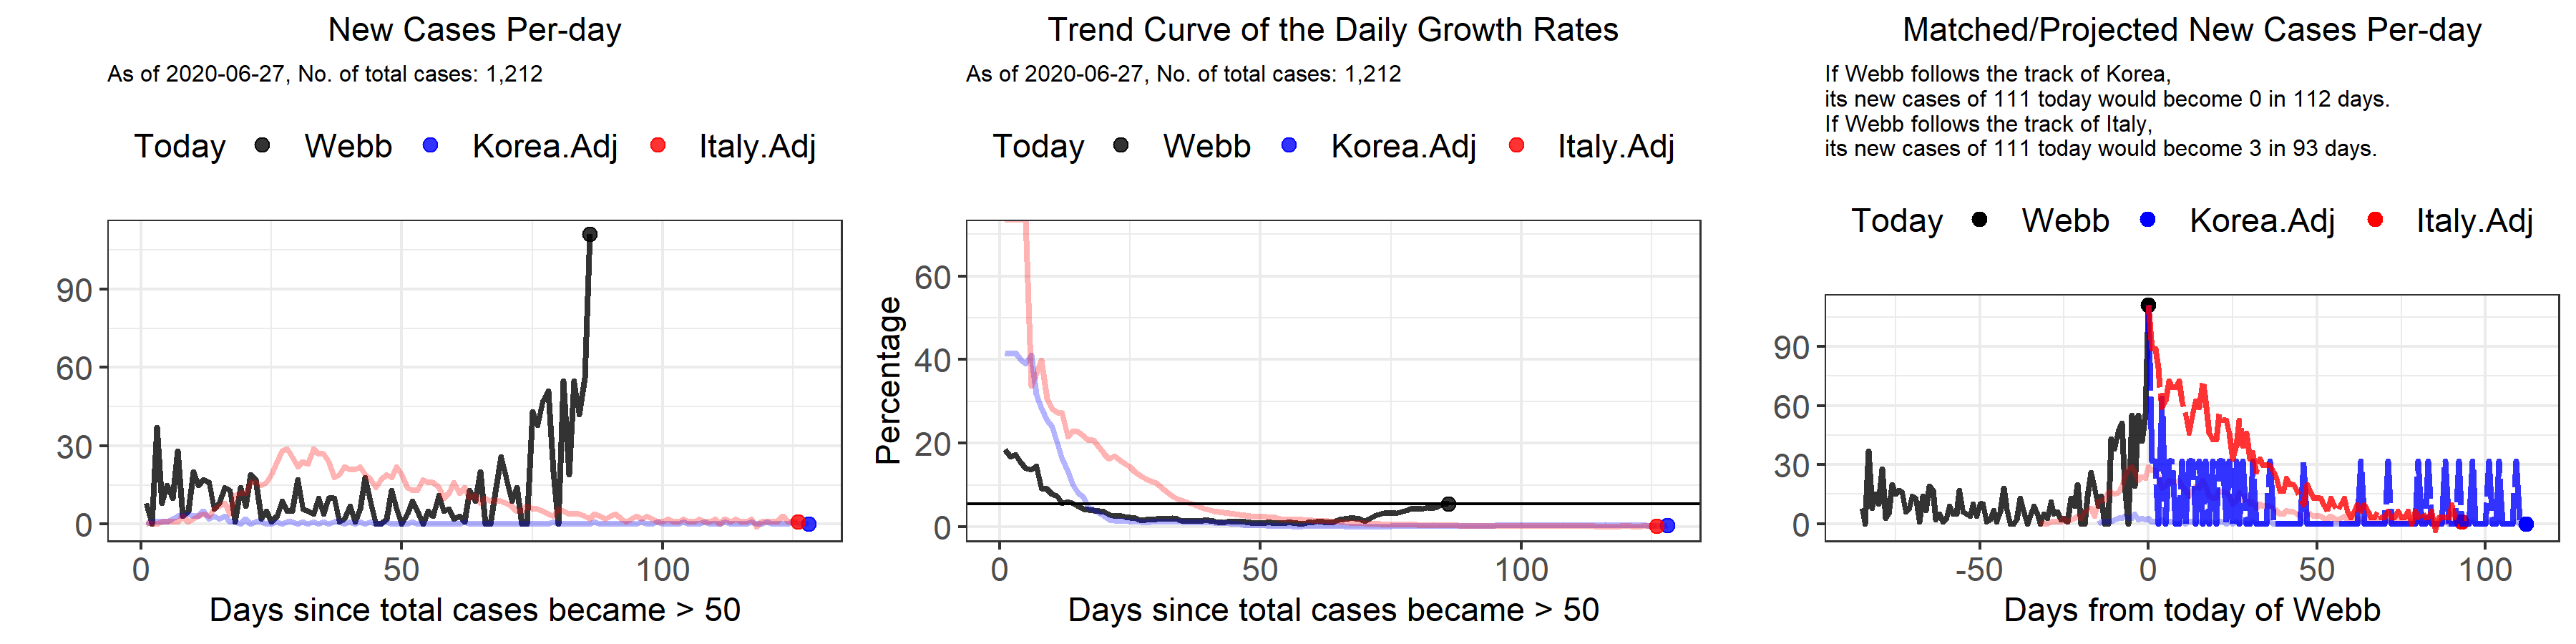 New Cases Per-day
As of 2020-06-27, No. of total cases: 1,212
Today Webb Korea.Adj Italy.Adj
90
60
30
0
0 50 100
Days since total cases became > 50
Trend Curve of the Daily Growth Rates
As of 2020-06-27, No. of total cases: 1,212
Today Webb Korea.Adj Italy.Adj
Percentage
60
40
20
0
0 50 100
Days since total cases became > 50
Matched/Projected New Cases Per-day
If Webb follows the track of Korea,
its new cases of 111 today would become 0 in 112 days.
If Webb follows the track of Italy,
its new cases of 111 today would become 3 in 93 days.
Today Webb Korea.Adj Italy.Adj
90
60
30
0
-50 0 50 100
Days from today of Webb